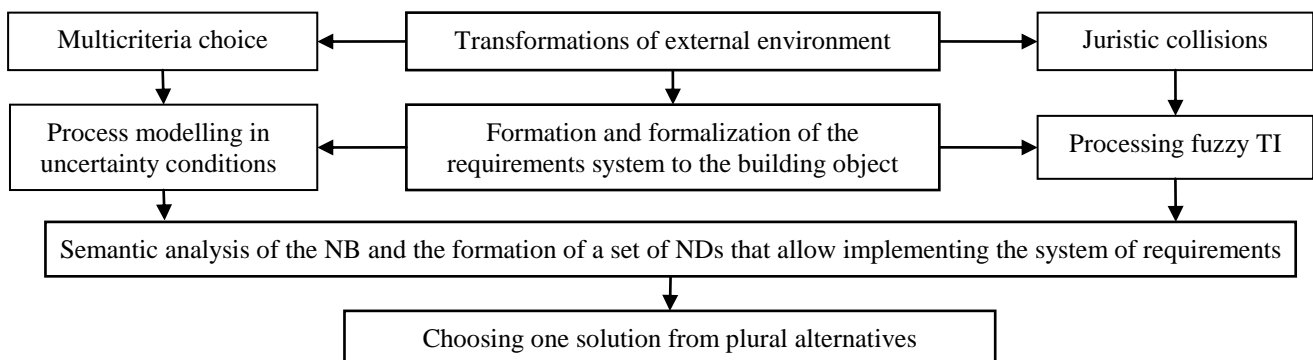 Multicriteria choice
Transformations of external environment
Juristic collisions
Process modelling in
uncertainty conditions
Formation and formalization of the
requirements system to the building object
Processing fuzzy TI
Semantic analysis of the NB and the formation of a set of NDs that allow implementing the system of requirements
Choosing one solution from plural alternatives